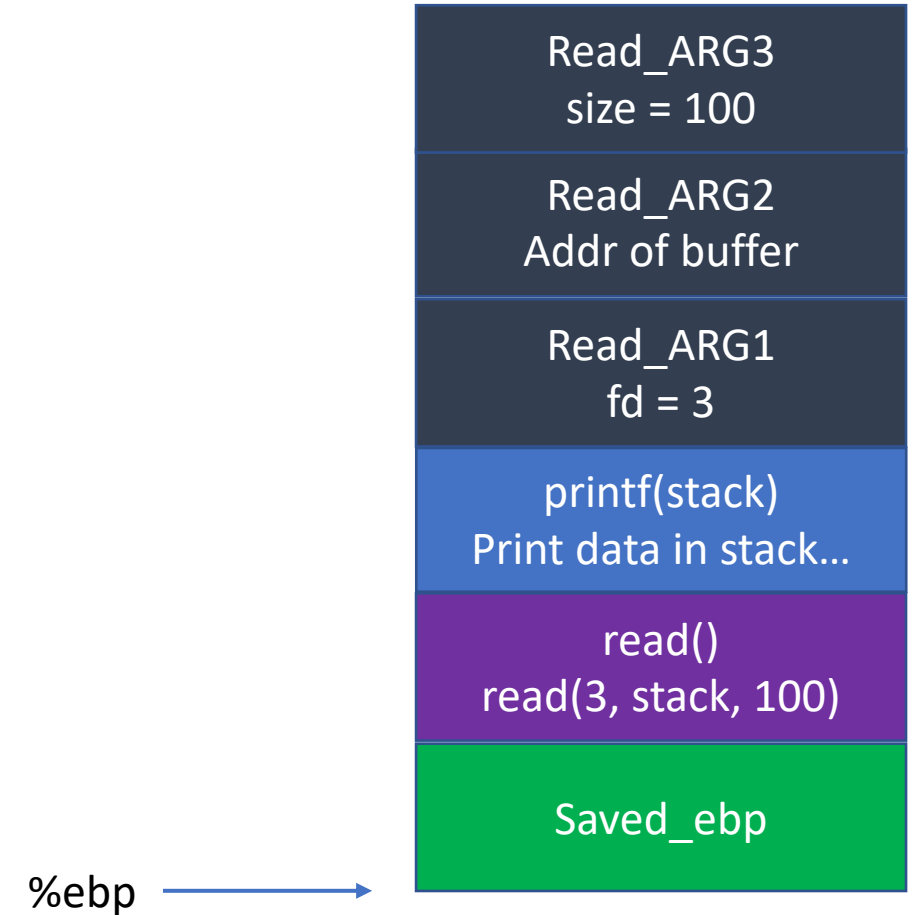 Read_ARG3
size = 100
Read_ARG2
Addr of buffer
Read_ARG1
fd = 3
printf(stack)
Print data in stack…
read()
read(3, stack, 100)
Saved_ebp
%ebp